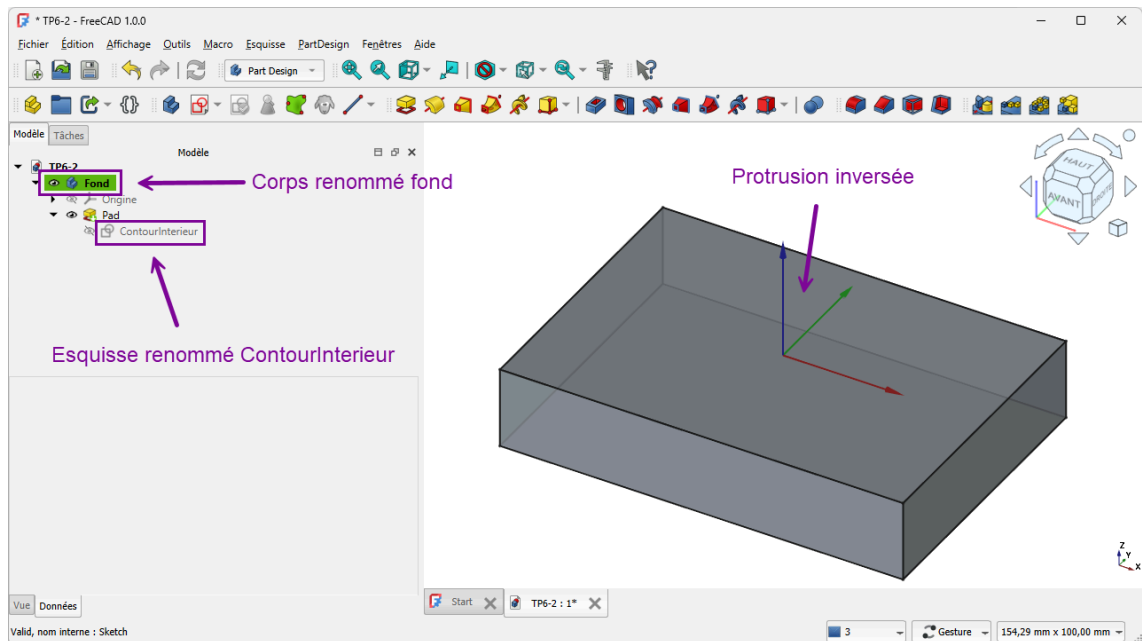 * TP6-2 - FreeCAD 1.0.0
Fichier Édition Affichage Outils Macro Esquisse PartDesign Fenêtres Aide
Part Design
Modèle Tâches
Modèle
TP6-2
Fond
Origine
Pad
ContourInterieur
Corps renommé fond
Esquisse renommé ContourInterieur
Protrusion inversée
HAUT
AVANT
DROITE
Z
Y
X
Vue Données
Start
TP6-2 : 1*
Valid, nom interne : Sketch
3
Gesture
154,29 mm x 100,00 mm